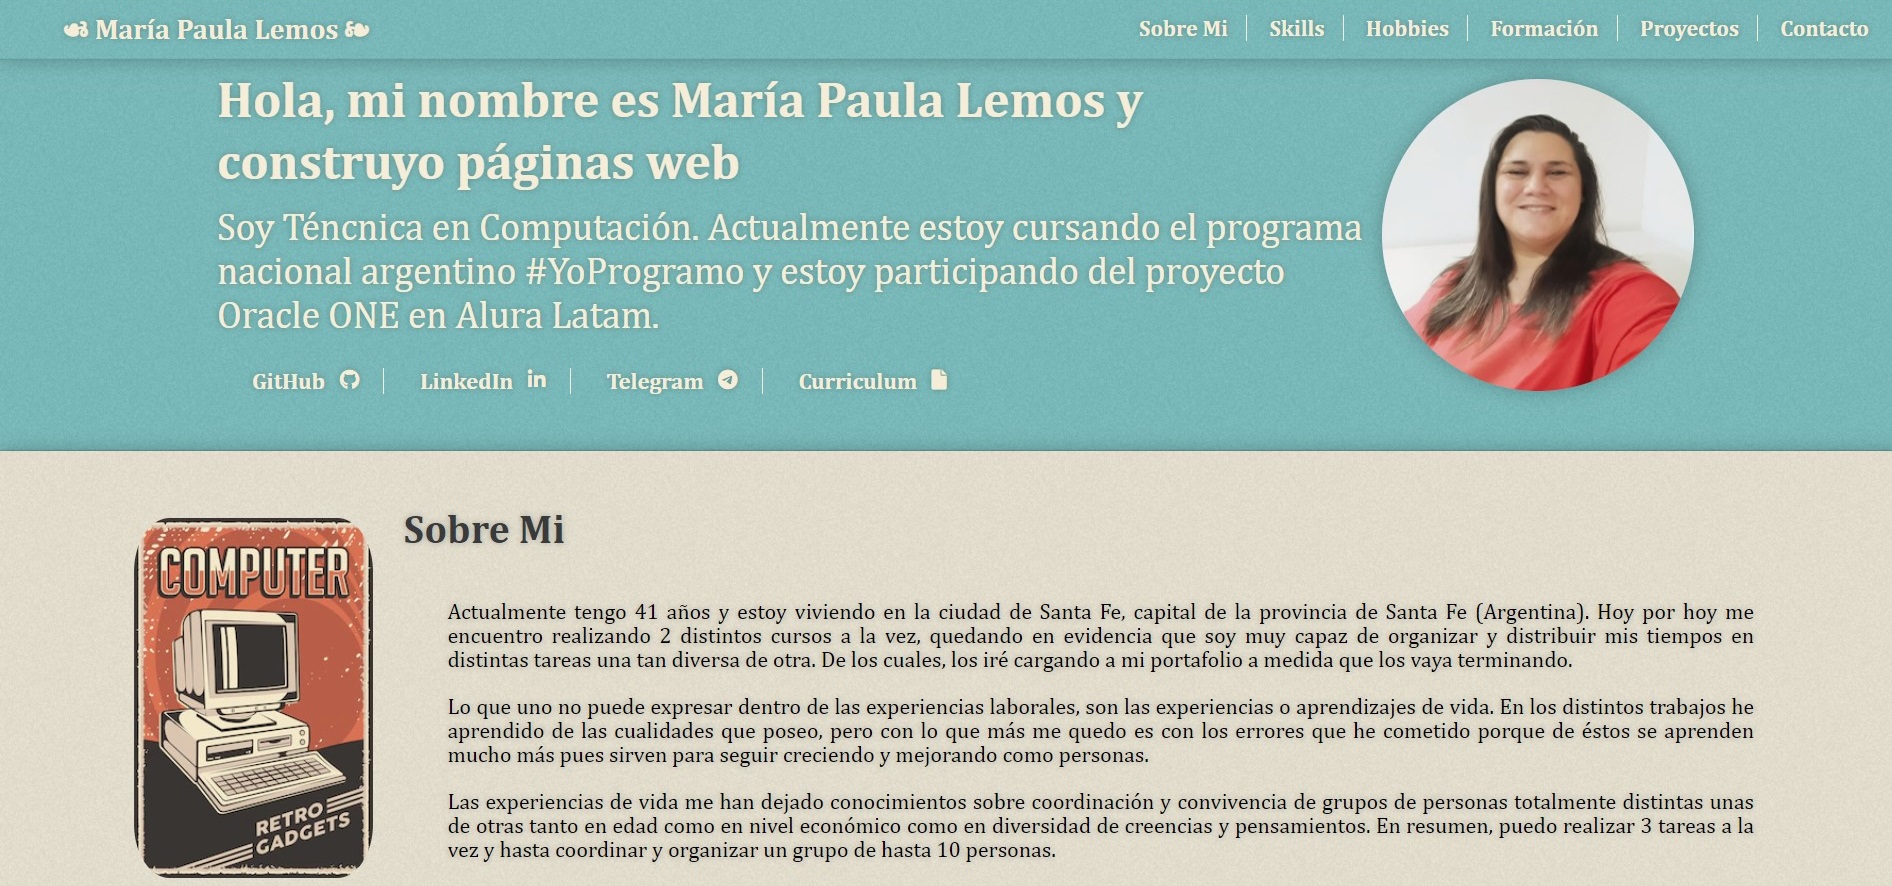 María Paula Lemos
Sobre Mi
Skills
Hobbies
Formación
Proyectos
Contacto
Hola, mi nombre es María Paula Lemos y
construyo páginas web
Soy Téncnica en Computación. Actualmente estoy cursando el programa
nacional argentino #YoProgramo y estoy participando del proyecto
Oracle ONE en Alura Latam.
GitHub
LinkedIn in
Telegram
Curriculum
COMPUTER
RETRO
GADGETS
Sobre Mi
Actualmente tengo 41 años y estoy viviendo en la ciudad de Santa Fe, capital de la provincia de Santa Fe (Argentina). Hoy por hoy me
encuentro realizando 2 distintos cursos a la vez, quedando en evidencia que soy muy capaz de organizar y distribuir mis tiempos en
distintas tareas una tan diversa de otra. De los cuales, los iré cargando a mi portafolio a medida que los vaya terminando.
Lo que uno no puede expresar dentro de las experiencias laborales, son las experiencias o aprendizajes de vida. En los distintos trabajos he
aprendido de las cualidades que poseo, pero con lo que más me quedo es con los errores que he cometido porque de éstos se aprenden
mucho más pues sirven para seguir creciendo y mejorando como personas.
Las experiencias de vida me han dejado conocimientos sobre coordinación y convivencia de grupos de personas totalmente distintas unas
de otras tanto en edad como en nivel económico como en diversidad de creencias y pensamientos. En resumen, puedo realizar 3 tareas a la
vez y hasta coordinar y organizar un grupo de hasta 10 personas.